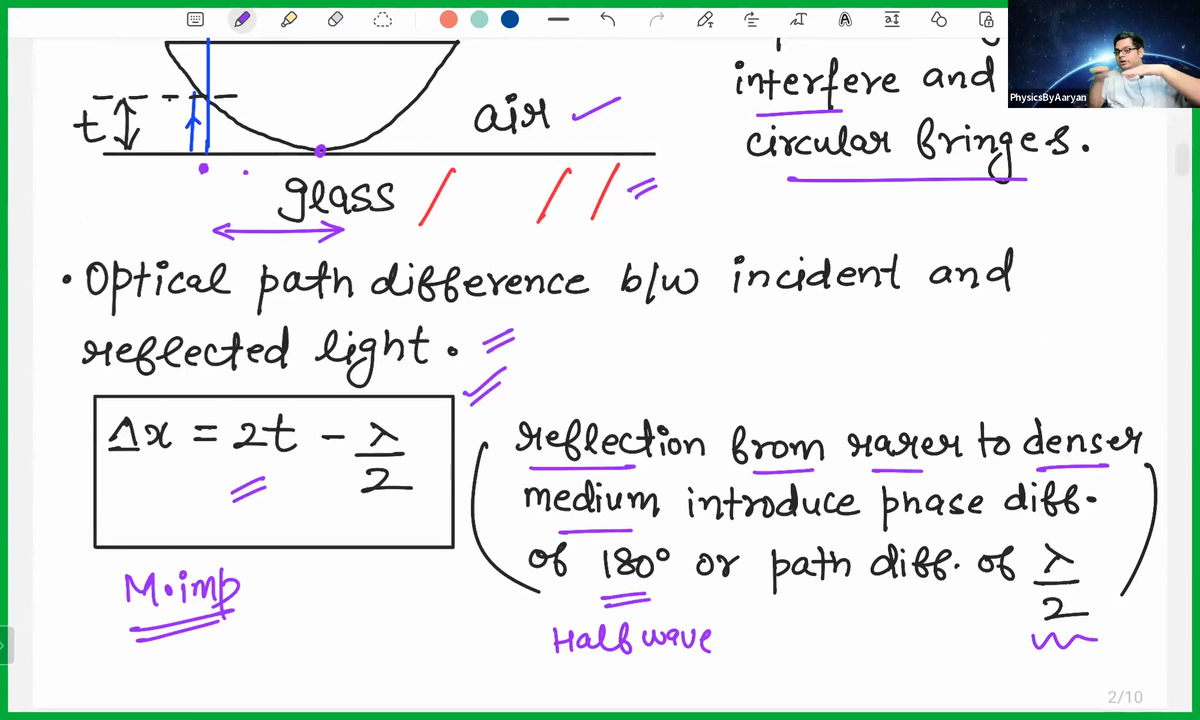 interfere and
circular fringes.
PhysicsByAaryan
t
air
glass
• Optical path difference b/w incident and
reflected light.
Δx = 2t - λ/2
M.imp
(reflection from rarer to denser
medium introduce phase diff.
of 180° or path diff. of λ/2)
Half wave
2/10